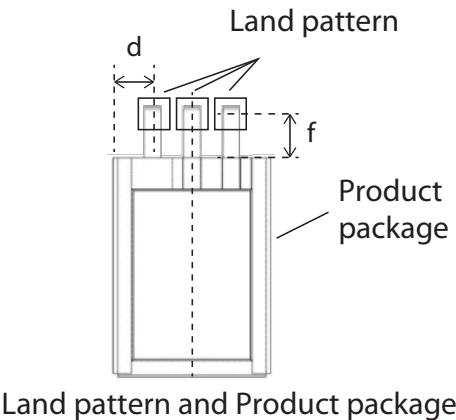 Land pattern
d
f
Product
package
Land pattern and Product package